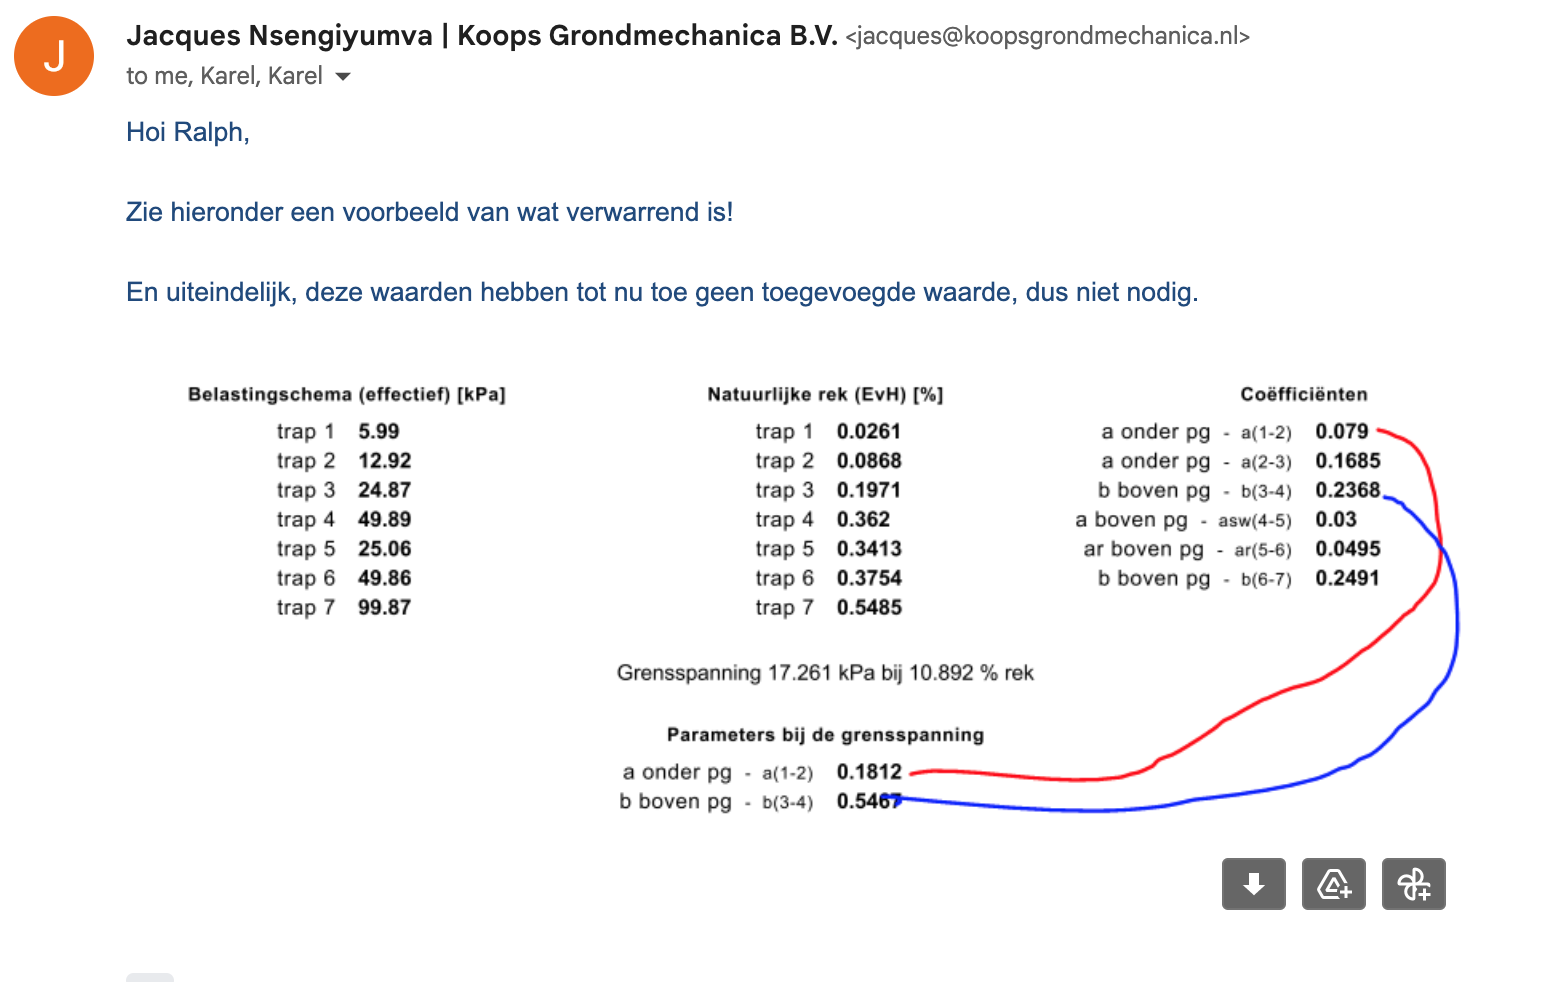 J
Jacques Nsengiyumva | Koops Grondmechanica B.V. <jacques@koopsgrondmechanica.nl>
to me, Karel, Karel
Hoi Ralph,
Zie hieronder een voorbeeld van wat verwarrend is!
En uiteindelijk, deze waarden hebben tot nu toe geen toegevoegde waarde, dus niet nodig.
Belastingschema (effectief) [kPa]
trap 1 5.99
trap 2 12.92
trap 3 24.87
trap 4 49.89
trap 5 25.06
trap 6 49.86
trap 7 99.87
Natuurlijke rek (EvH) [%]
trap 1 0.0261
trap 2 0.0868
trap 3 0.1971
trap 4 0.362
trap 5 0.3413
trap 6 0.3754
trap 7 0.5485
Coëfficiënten
a onder pg - a(1-2) 0.079
a onder pg - a(2-3) 0.1685
b boven pg - b(3-4) 0.2368
a boven pg - asw(4-5) 0.03
ar boven pg - ar(5-6) 0.0495
b boven pg - b(6-7) 0.2491
Grensspanning 17.261 kPa bij 10.892 % rek
Parameters bij de grensspanning
a onder pg - a(1-2) 0.1812
b boven pg - b(3-4) 0.5467